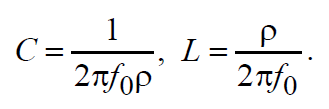 C = 1/(2πf₀ρ), L = ρ/(2πf₀).